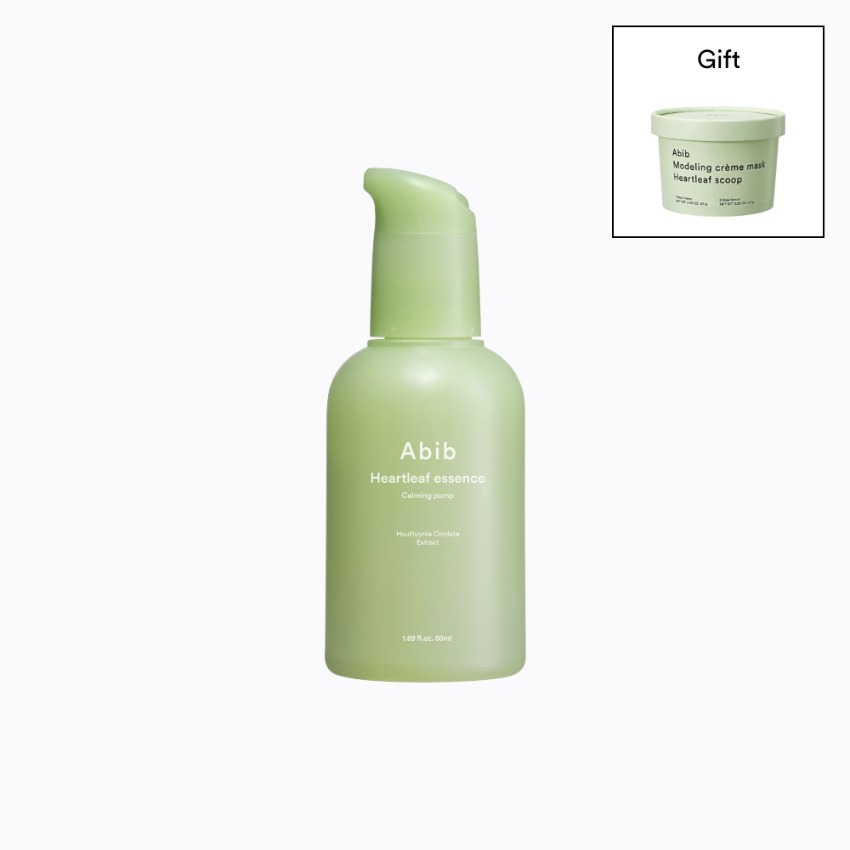 Gift
Abib
Modeling crème mask
Heartleaf scoop
Abib
Heartleaf essence
Calming pump
Houttuynia Cordata
Extract
1.69 fl.oz. 50ml